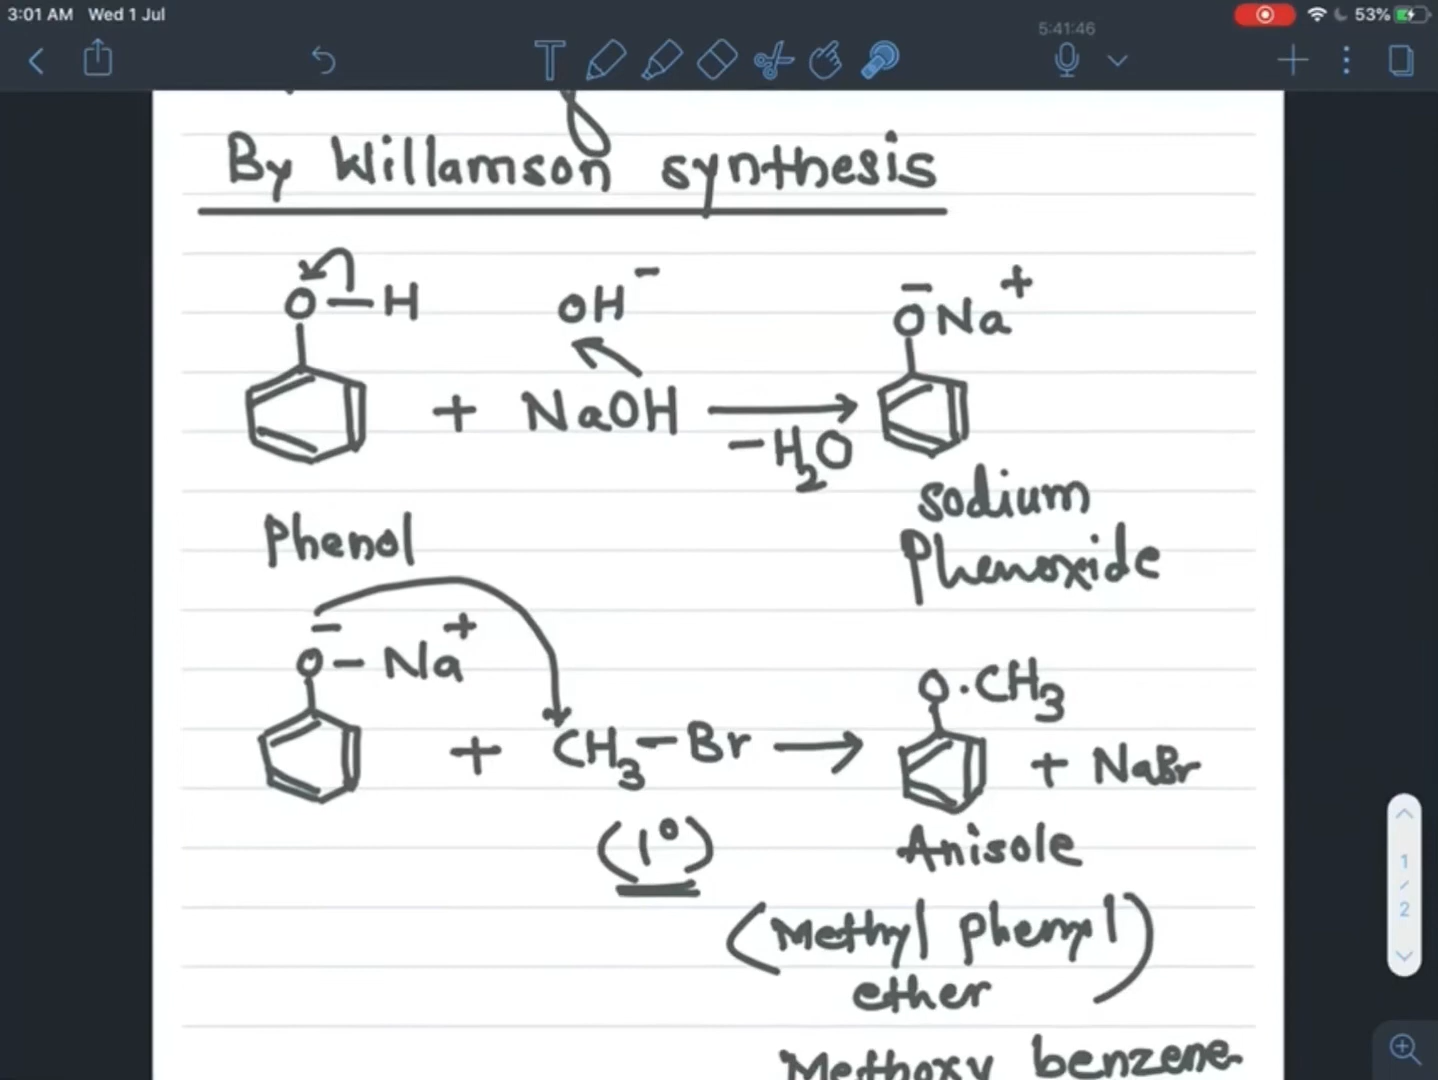 3:01 AM Wed 1 Jul
53%
5:41:46
T
By Willamson synthesis
O–H
OH⁻
O⁻Na⁺
+ NaOH
-H₂O
sodium
Phenoxide
Phenol
O⁻–Na⁺
O·CH₃
+ CH₃–Br → + NaBr
(1°)
Anisole
(Methyl phenyl)
ether
Methoxy benzene
1
/
2